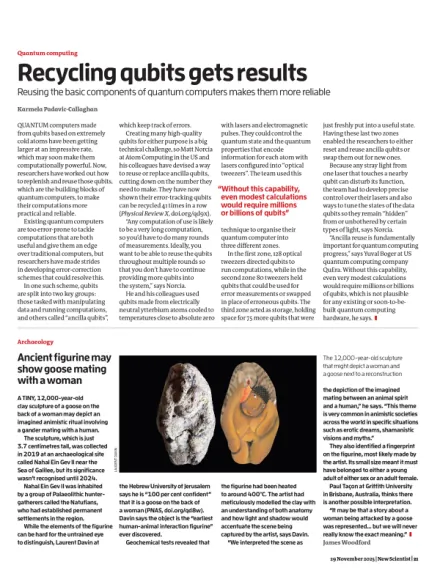 Quantum computing
Recycling qubits gets results
Reusing the basic components of quantum computers makes them more reliable
Karmela Padavic-Callaghan
QUANTUM computers made
from qubits based on extremely
cold atoms have been getting
larger at an impressive rate,
which may soon make them
computationally powerful. Now,
researchers have worked out how
to replenish and reuse those qubits,
which are the building blocks of
quantum computers, to make
their computations more
practical and reliable.
Existing quantum computers
are too error-prone to tackle
computations that are both
useful and give them an edge
over traditional computers, but
researchers have made strides
in developing error-correction
schemes that could resolve this.
In one such scheme, qubits
are split into two key groups:
those tasked with manipulating
data and running computations,
and others called "ancilla qubits",
which keep track of errors.
Creating many high-quality
qubits for either purpose is a big
technical challenge, so Matt Norcia
at Atom Computing in the US and
his colleagues have devised a way
to reuse or replace ancilla qubits,
cutting down on the number they
need to make. They have now
shown their error-tracking qubits
can be recycled 41 times in a row
(Physical Review X, doi.org/
"Any computation of use is likely
to be a very long computation,
so you'd have to do many rounds
of measurements. Ideally, you
want to be able to reuse the qubits
throughout multiple rounds so
that you don't have to continue
providing more qubits into
the system," says Norcia.
He and his colleagues used
qubits made from electrically
neutral ytterbium atoms cooled to
temperatures close to absolute zero
with lasers and electromagnetic
pulses. They could control the
quantum state and the quantum
properties that encode
information for each atom with
lasers configured into "optical
tweezers". The team used this
"Without this capability,
even modest calculations
would require millions
or billions of qubits"
technique to organise their
quantum computer into
three different zones.
In the first zone, 128 optical
tweezers directed qubits to
run computations, while in the
second zone 80 tweezers held
qubits that could be used for
error measurements or swapped
in place of erroneous qubits. The
third zone acted as storage, holding
space for 75 more qubits that were
just freshly put into a useful state.
Having these last two zones
enabled the researchers to either
reset and reuse ancilla qubits or
swap them out for new ones.
Because any stray light from
one laser that touches a nearby
qubit can disturb its function,
the team had to develop precise
control over their lasers and also
ways to tune the states of the data
qubits so they remain "hidden"
from or unbothered by certain
types of light, says Norcia.
"Ancilla reuse is fundamentally
important for quantum computing
progress," says Yuval Boger at US
quantum computing company
QuEra. Without this capability, even
very modest calculations
would require millions or billions
of qubits, which is not plausible
for any existing or soon-to-be-
built quantum computing
hardware, he says.
Archaeology
Ancient figurine may
show goose mating
with a woman
A TINY, 12,000-year-old
clay sculpture of a goose on the
back of a woman may depict an
imagined animistic ritual involving
a gander mating with a human.
The sculpture, which is just
3.7 centimetres tall, was collected
in 2019 at an archaeological site
called Nahal Ein Gev II near the
Sea of Galilee, but its significance
wasn't recognised until 2024.
Nahal Ein Gev II was inhabited
by a group of Palaeolithic hunter-
gatherers called the Natufians,
who had established permanent
settlements in the region.
While the elements of the figurine
can be hard for the untrained eye
to distinguish, Laurent Davin at
the Hebrew University of Jerusalem
says he is "100 per cent confident"
that it is a goose on the back of
a woman (PNAS, doi.org/
Davin says the object is the "earliest
human-animal interaction figurine"
ever discovered.
Geochemical tests revealed that
the figurine had been heated
to around 400°C. The artist had
meticulously modelled the clay with
an understanding of both anatomy
and how light and shadow would
accentuate the scene being
captured by the artist, says Davin.
"We interpreted the scene as
The 12,000-year-old sculpture
that might depict a woman and
a goose next to a reconstruction
the depiction of the imagined
mating between an animal spirit
and a human," he says. "This theme
is very common in animistic societies
across the world in specific situations
such as erotic dreams, shamanistic
visions and myths."
They also identified a fingerprint
on the figurine, most likely made by
the artist. Its small size meant it must
have belonged to either a young
adult of either sex or an adult female.
Paul Taçon at Griffith University
in Brisbane, Australia, thinks there
is another possible interpretation.
"It may be that a story about a
woman being attacked by a goose
was represented... but we will never
really know the exact meaning."
James Woodford
19 November 2025 | New Scientist | 11